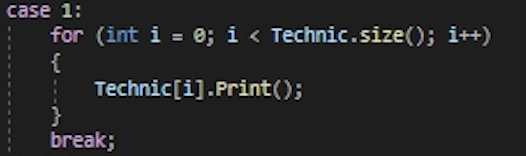 case 1:
for (int i = 0; i < Technic.size(); i++)
{
Technic[i].Print();
}
break;